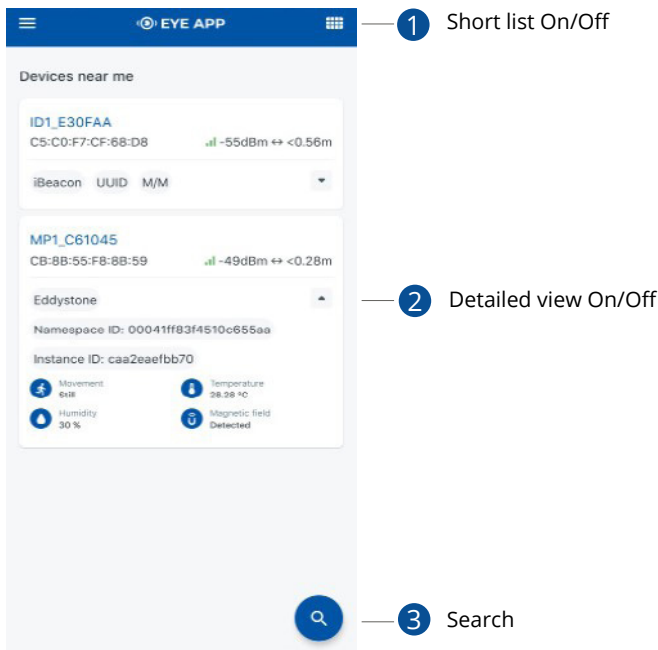 EYE APP
1 Short list On/Off
Devices near me
ID1_E30FAA
C5:C0:F7:CF:68:D8 -55dBm ↔ <0.56m
iBeacon UUID M/M
MP1_C61045
CB:8B:55:F8:8B:59 -49dBm ↔ <0.28m
Eddystone
2 Detailed view On/Off
Namespace ID: 00041ff83f4510c655aa
Instance ID: caa2eaefbb70
Movement Temperature
Still 28.28 °C
Humidity Magnetic field
30 % Detected
3 Search